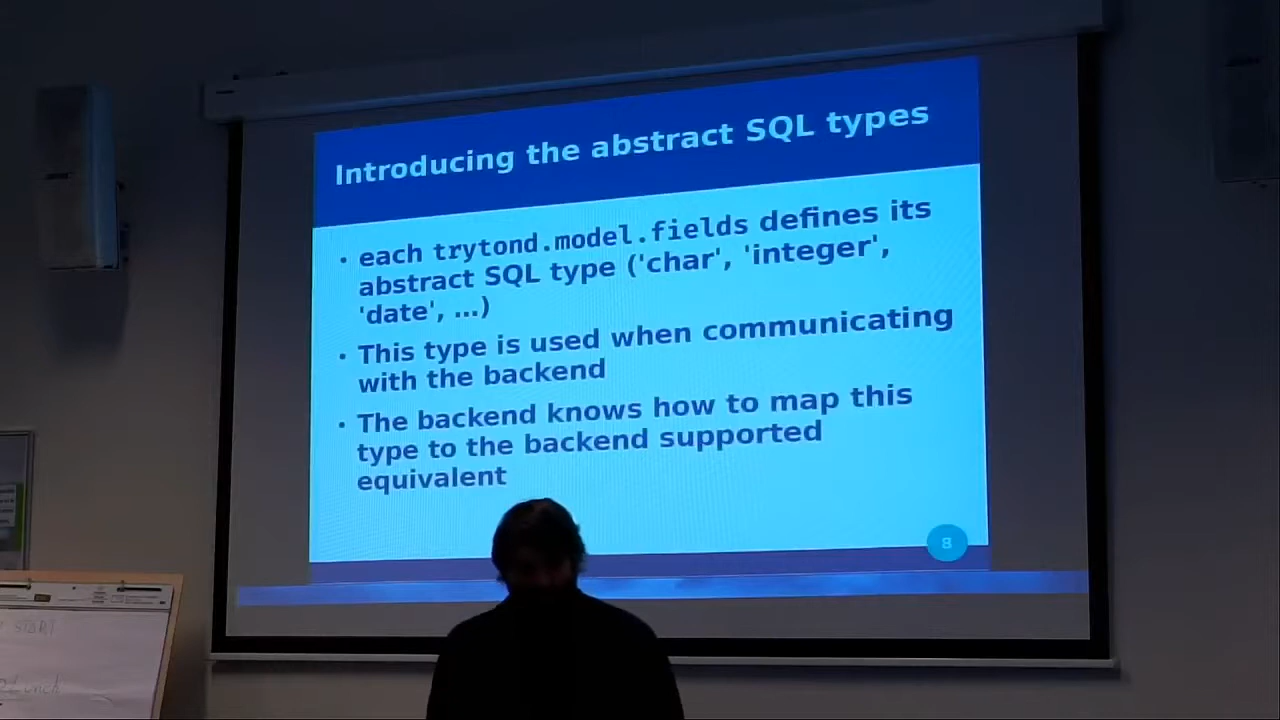 Introducing the abstract SQL types
• each trytond.model.fields defines its
abstract SQL type ('char', 'integer',
'date', ...)
• This type is used when communicating
with the backend
• The backend knows how to map this
type to the backend supported
equivalent
8
START
Lunch